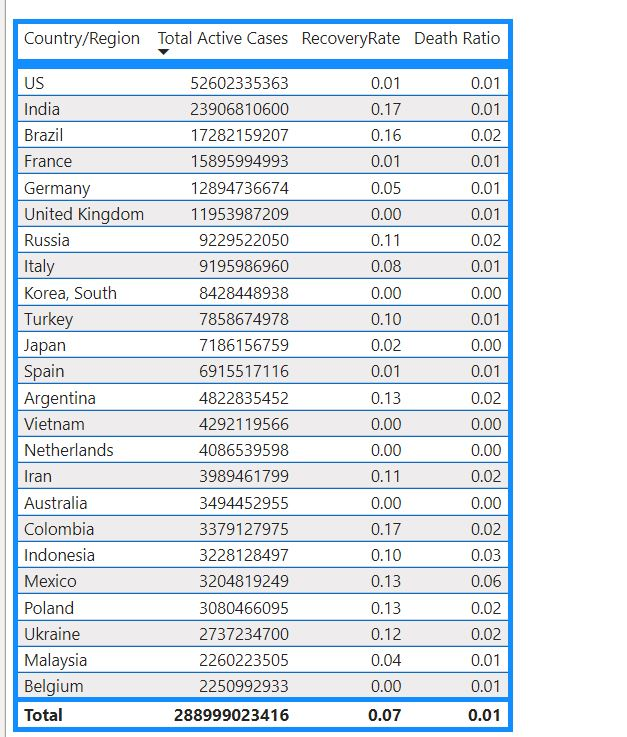 Country/Region Total Active Cases RecoveryRate Death Ratio
US 52602335363 0.01 0.01
India 23906810600 0.17 0.01
Brazil 17282159207 0.16 0.02
France 15895994993 0.01 0.01
Germany 12894736674 0.05 0.01
United Kingdom 11953987209 0.00 0.01
Russia 9229522050 0.11 0.02
Italy 9195986960 0.08 0.01
Korea, South 8428448938 0.00 0.00
Turkey 7858674978 0.10 0.01
Japan 7186156759 0.02 0.00
Spain 6915517116 0.01 0.01
Argentina 4822835452 0.13 0.02
Vietnam 4292119566 0.00 0.00
Netherlands 4086539598 0.00 0.00
Iran 3989461799 0.11 0.02
Australia 3494452955 0.00 0.00
Colombia 3379127975 0.17 0.02
Indonesia 3228128497 0.10 0.03
Mexico 3204819249 0.13 0.06
Poland 3080466095 0.13 0.02
Ukraine 2737234700 0.12 0.02
Malaysia 2260223505 0.04 0.01
Belgium 2250992933 0.00 0.01
Total 288999023416 0.07 0.01